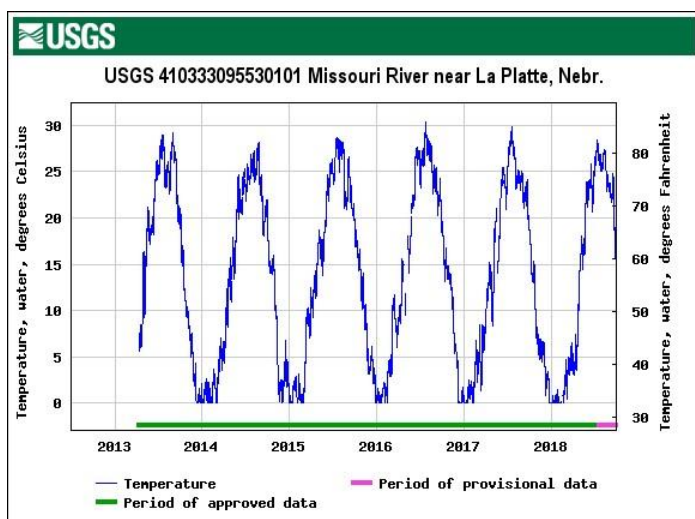 USGS
USGS 410333095530101 Missouri River near La Platte, Nebr.
Temperature, water, degrees Celsius
30
25
20
15
10
5
0
Temperature, water, degrees Fahrenheit
80
70
60
50
40
30
2013 2014 2015 2016 2017 2018
Temperature
Period of provisional data
Period of approved data